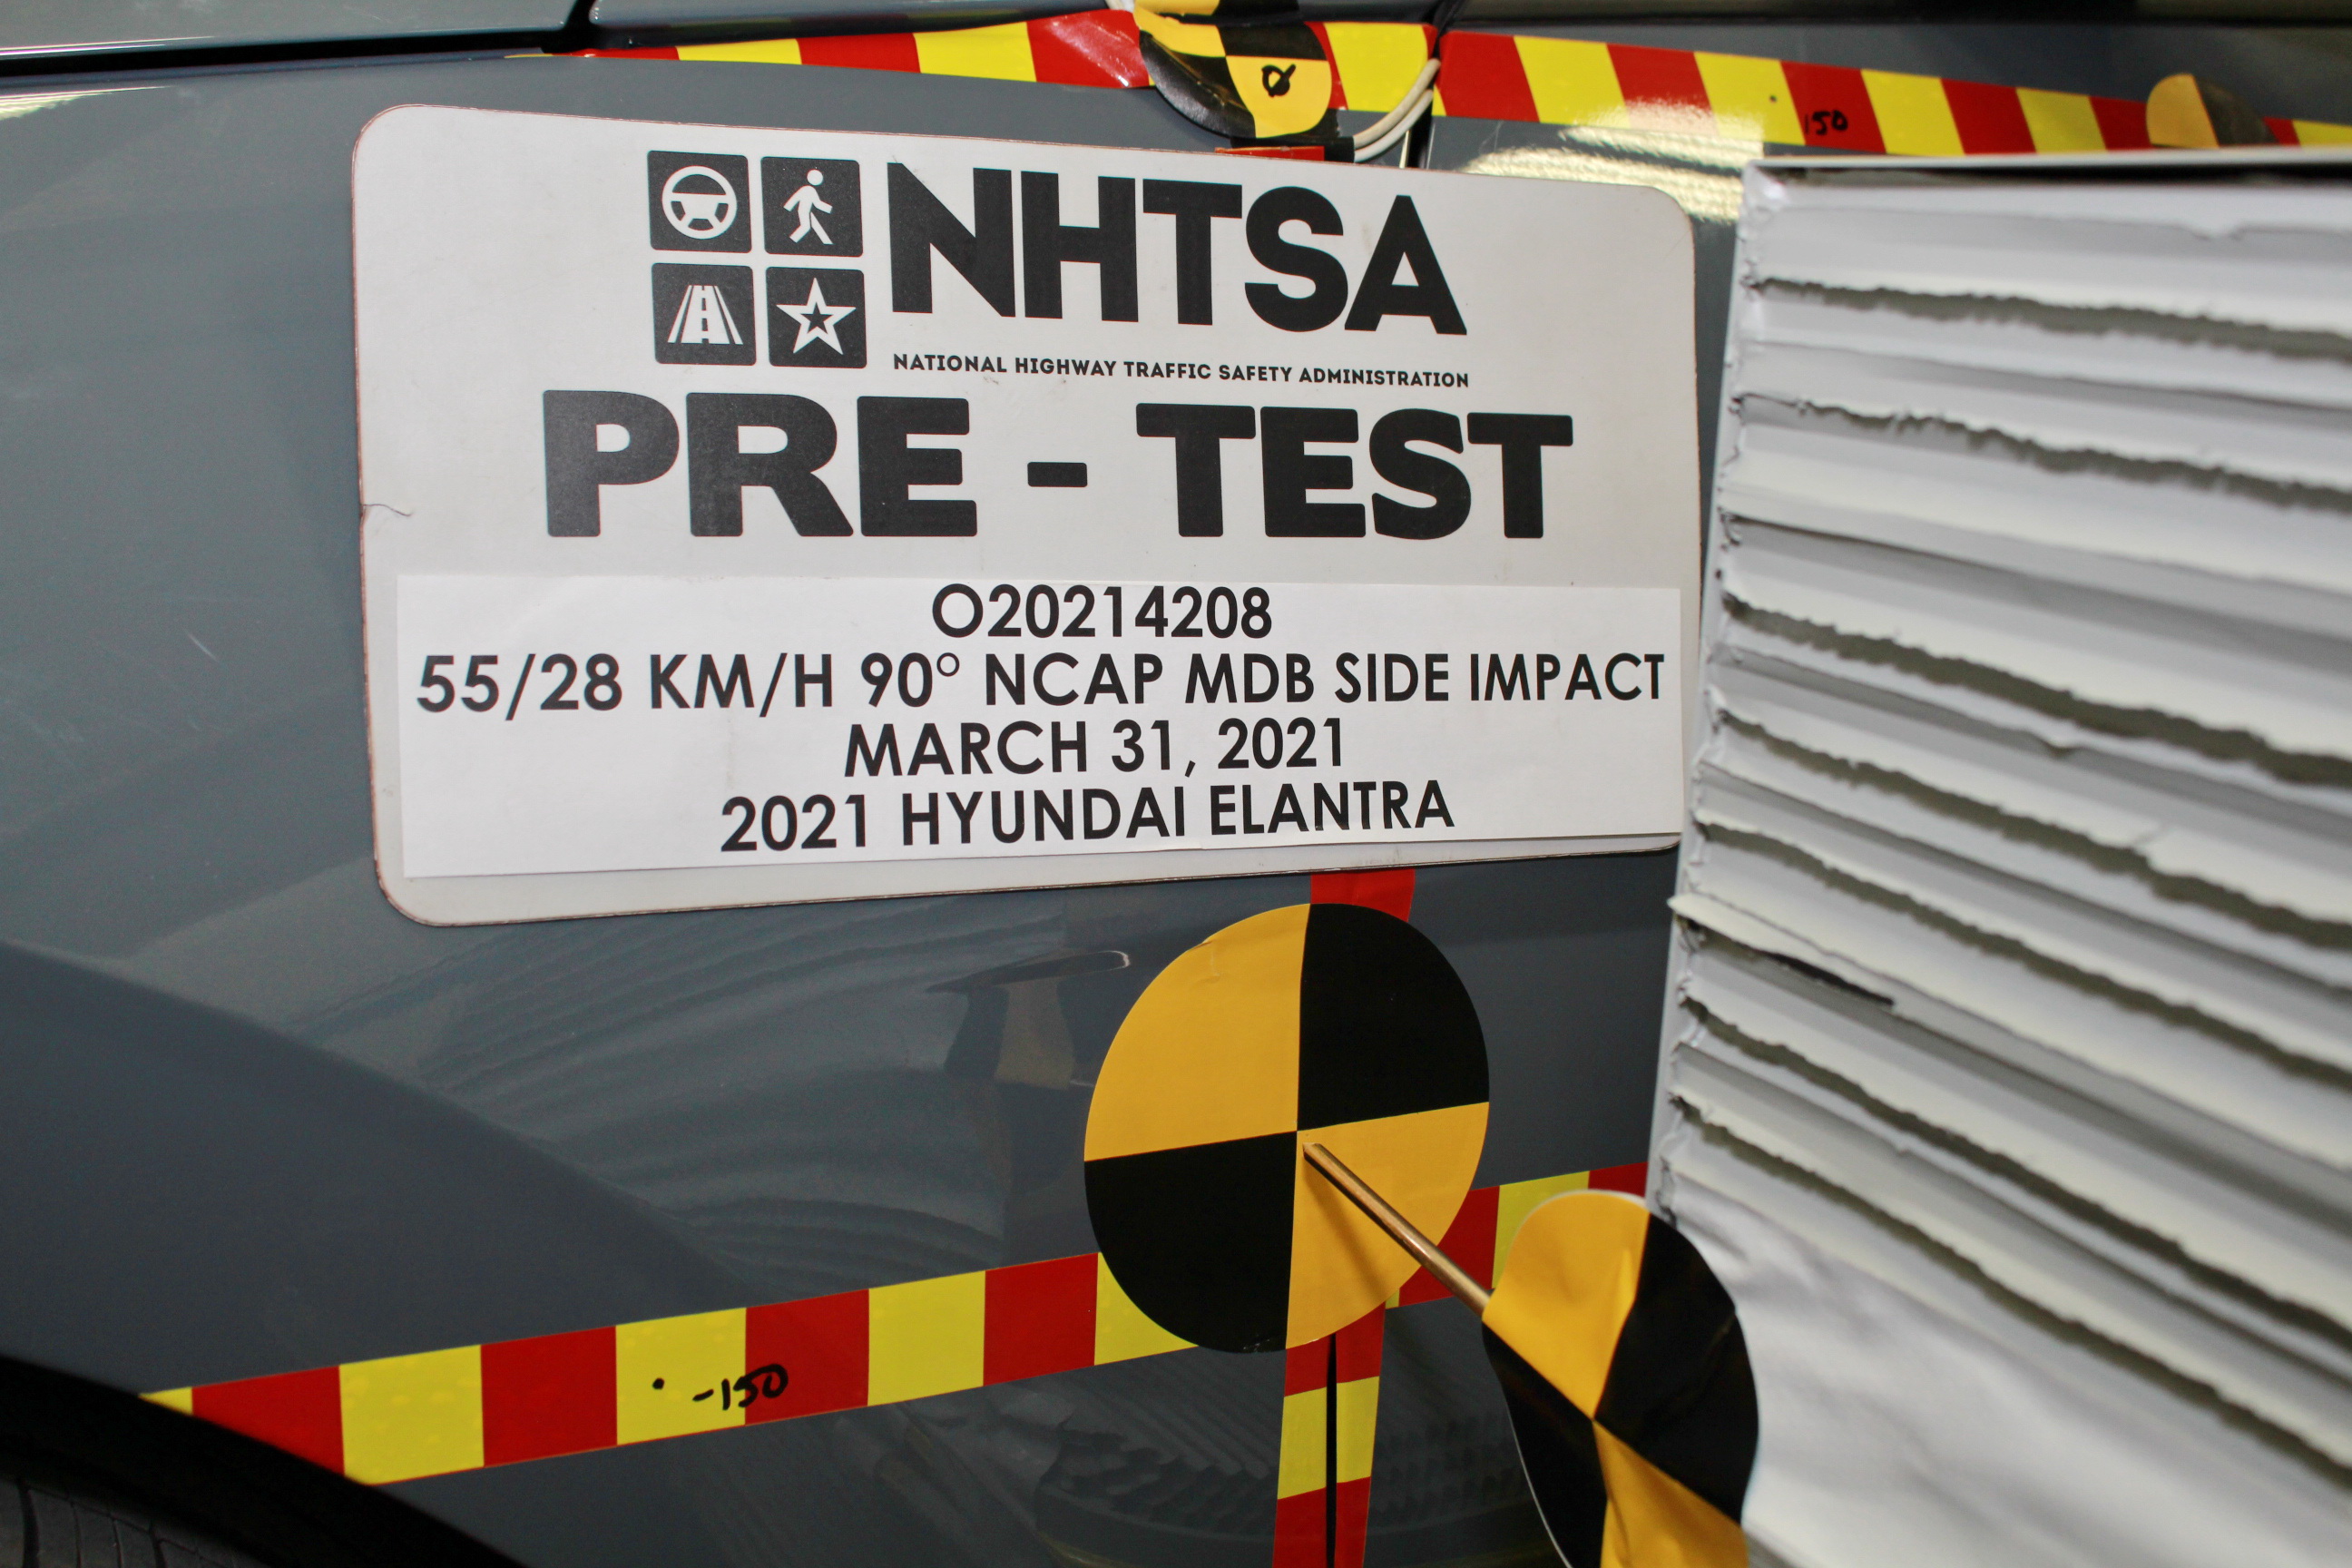 150
NHTSA
NATIONAL HIGHWAY TRAFFIC SAFETY ADMINISTRATION
PRE - TEST
O20214208
55/28 KM/H 90° NCAP MDB SIDE IMPACT
MARCH 31, 2021
2021 HYUNDAI ELANTRA
-150